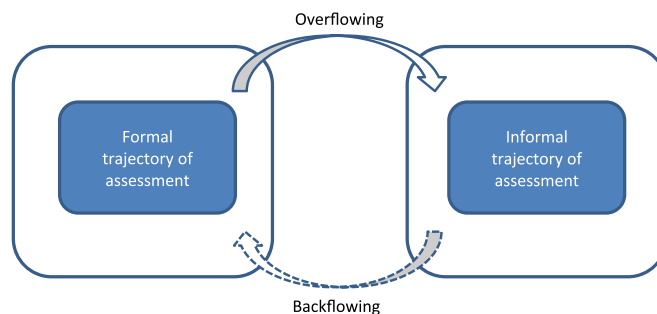 Overflowing
Formal
trajectory of
assessment
Informal
trajectory of
assessment
Backflowing